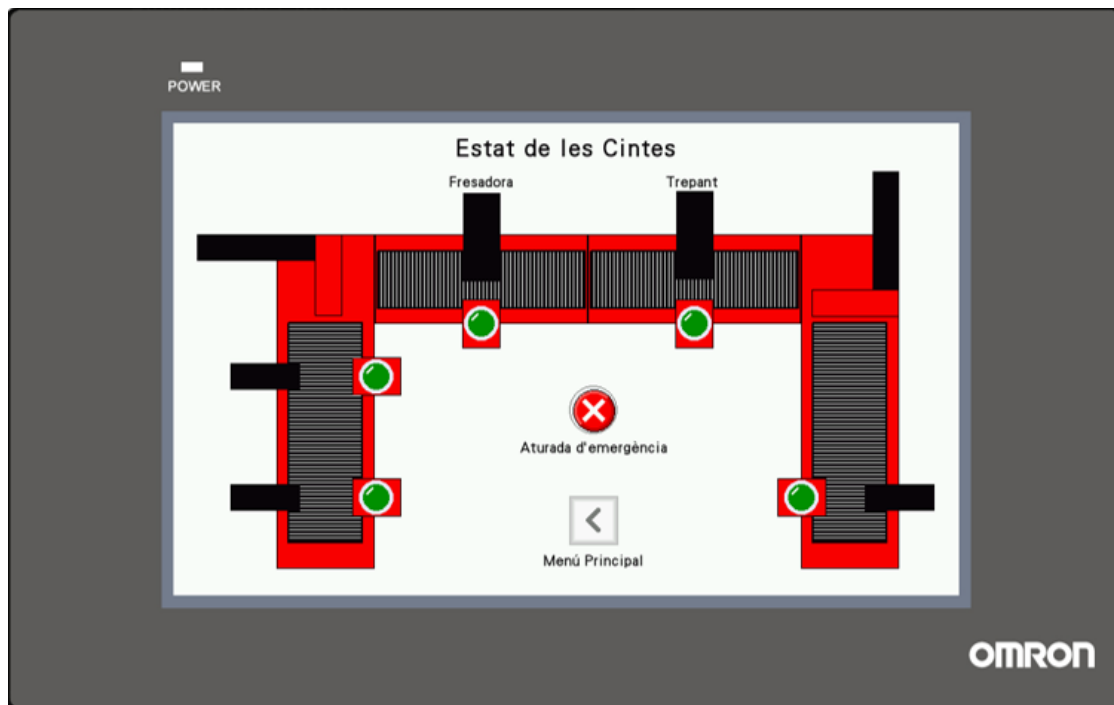 POWER
Estat de les Cintes
Fresadora
Trepant
Aturada d'emergència
Menú Principal
OMRON